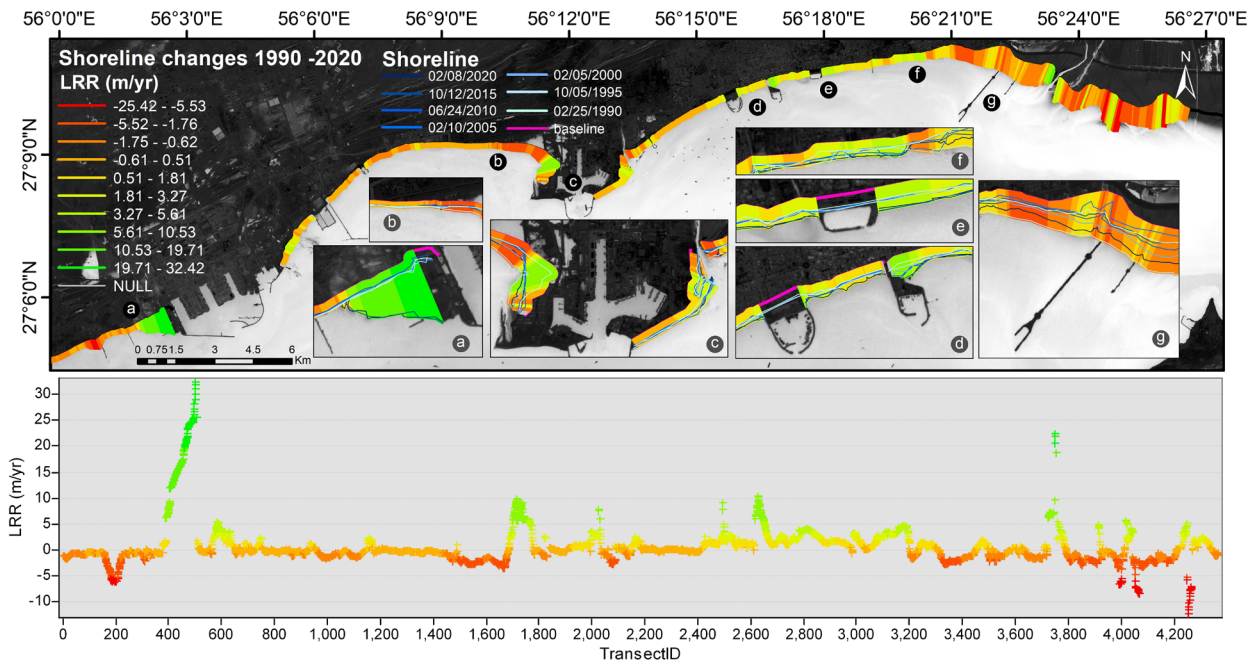 56°0'0"E 56°3'0"E 56°6'0"E 56°9'0"E 56°12'0"E 56°15'0"E 56°18'0"E 56°21'0"E 56°24'0"E 56°27'0"E
Shoreline changes 1990 -2020
LRR (m/yr)
-25.42 - -5.53
-5.52 - -1.76
-1.75 - -0.62
-0.61 - 0.51
0.51 - 1.81
1.81 - 3.27
3.27 - 5.61
5.61 - 10.53
10.53 - 19.71
19.71 - 32.42
NULL
Shoreline
02/08/2020 02/05/2000
10/12/2015 10/05/1995
06/24/2010 02/25/1990
02/10/2005 baseline
N
27°9'0"N
27°6'0"N
a
b
c
d
e
f
g
b
a
c
f
e
d
g
0 0.75 1.5 3 4.5 6
Km
LRR (m/yr)
30
25
20
15
10
5
0
-5
-10
0 200 400 600 800 1,000 1,200 1,400 1,600 1,800 2,000 2,200 2,400 2,600 2,800 3,000 3,200 3,400 3,600 3,800 4,000 4,200
TransectID